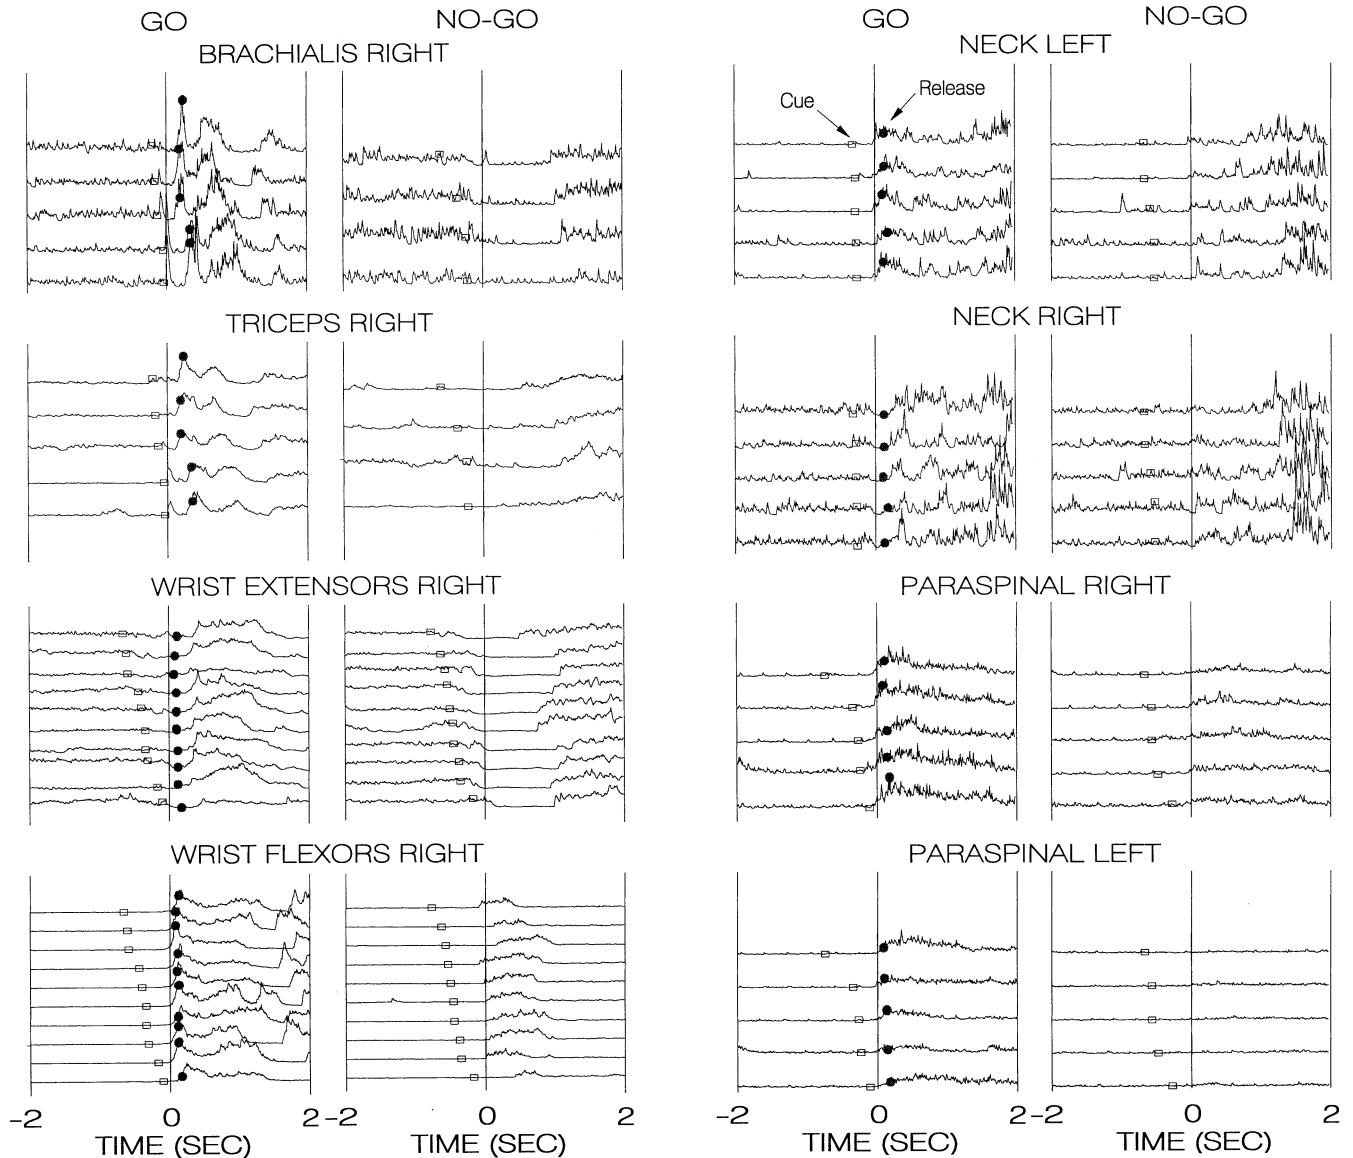 GO NO-GO
BRACHIALIS RIGHT
TRICEPS RIGHT
WRIST EXTENSORS RIGHT
WRIST FLEXORS RIGHT
-2 0 2 -2 0 2
TIME (SEC) TIME (SEC)
GO NO-GO
NECK LEFT
Cue
Release
NECK RIGHT
PARASPINAL RIGHT
PARASPINAL LEFT
-2 0 2 -2 0 2
TIME (SEC) TIME (SEC)